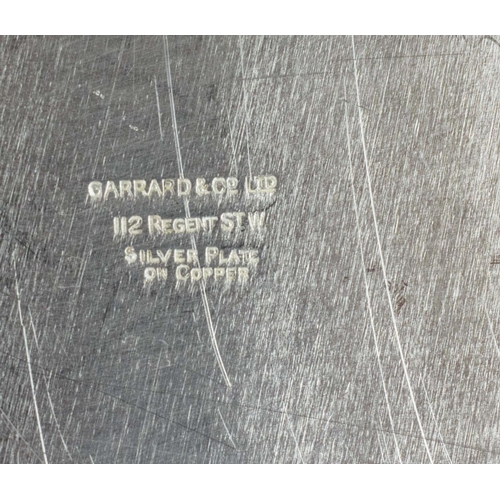 GARRARD & CO LTD
112 REGENT ST. W.
SILVER PLATE
ON COPPER